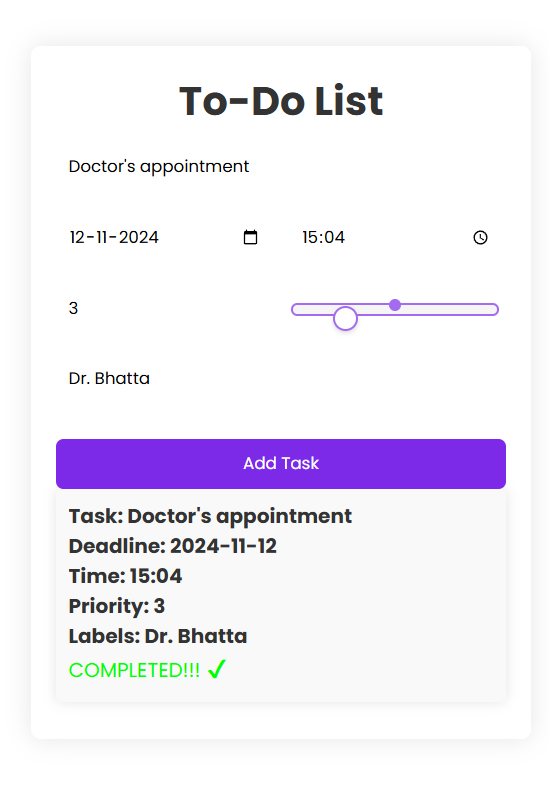 To-Do List
Doctor's appointment
12-11-2024 15:04
3
Dr. Bhatta
Add Task
Task: Doctor's appointment
Deadline: 2024-11-12
Time: 15:04
Priority: 3
Labels: Dr. Bhatta
COMPLETED!!! ✔